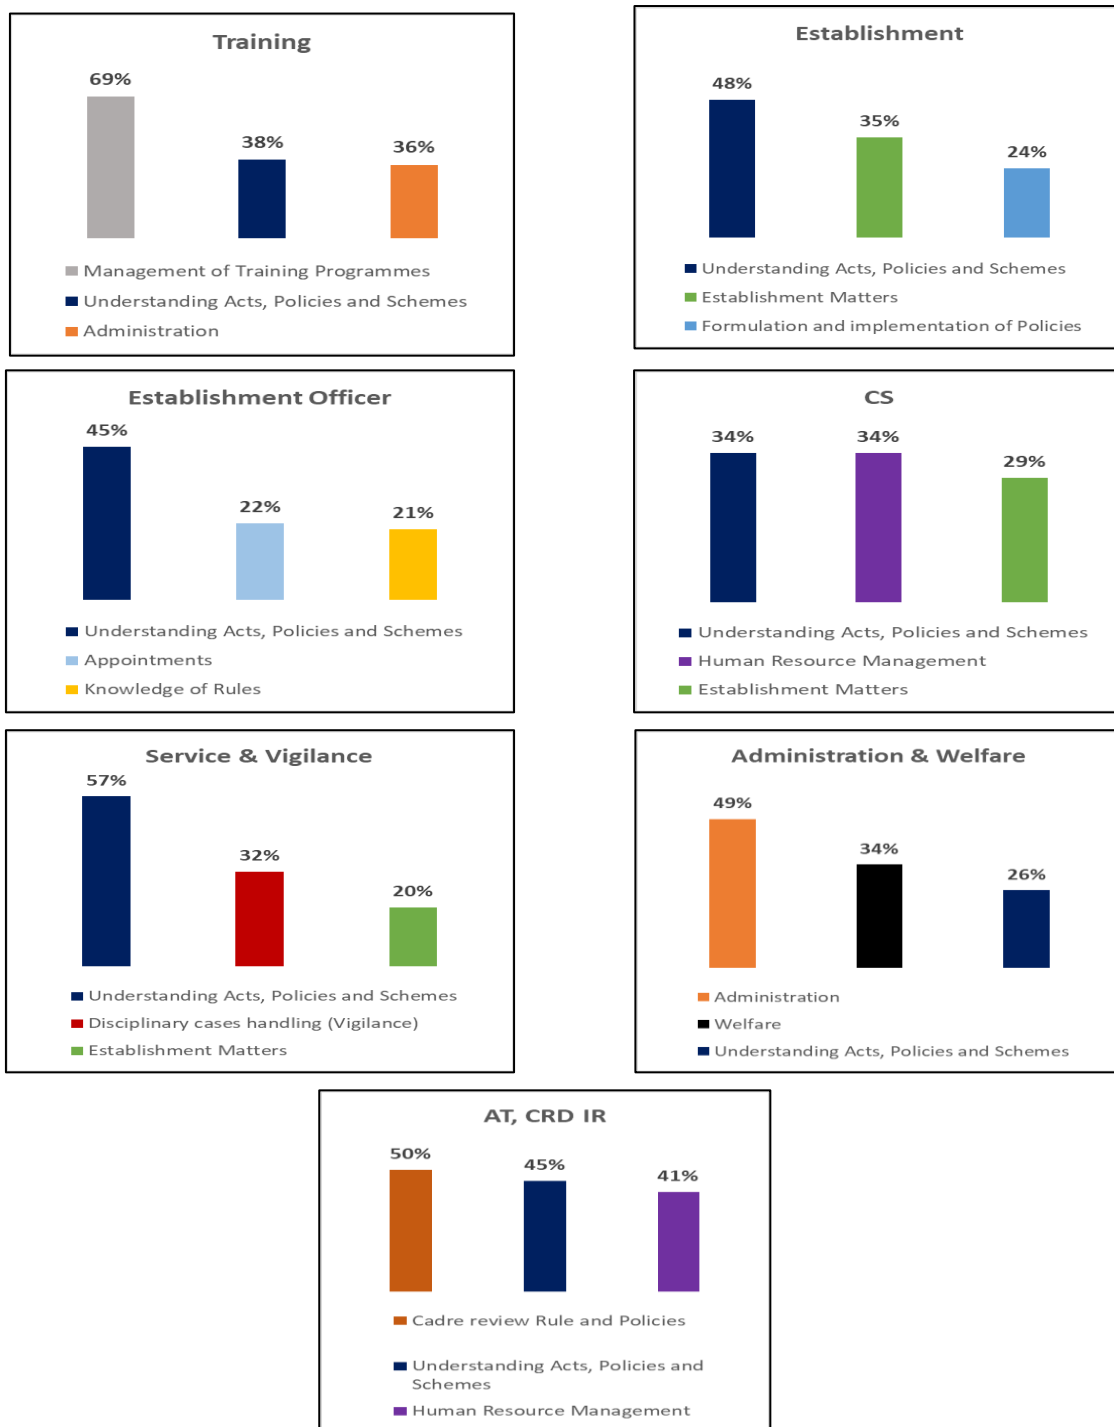 Training
69%
38%
36%
Management of Training Programmes
Understanding Acts, Policies and Schemes
Administration
Establishment
48%
35%
24%
Understanding Acts, Policies and Schemes
Establishment Matters
Formulation and implementation of Policies
Establishment Officer
45%
22%
21%
Understanding Acts, Policies and Schemes
Appointments
Knowledge of Rules
CS
34%
34%
29%
Understanding Acts, Policies and Schemes
Human Resource Management
Establishment Matters
Service & Vigilance
57%
32%
20%
Understanding Acts, Policies and Schemes
Disciplinary cases handling (Vigilance)
Establishment Matters
Administration & Welfare
49%
34%
26%
Administration
Welfare
Understanding Acts, Policies and Schemes
AT, CRD IR
50%
45%
41%
Cadre review Rule and Policies
Understanding Acts, Policies and
Schemes
Human Resource Management